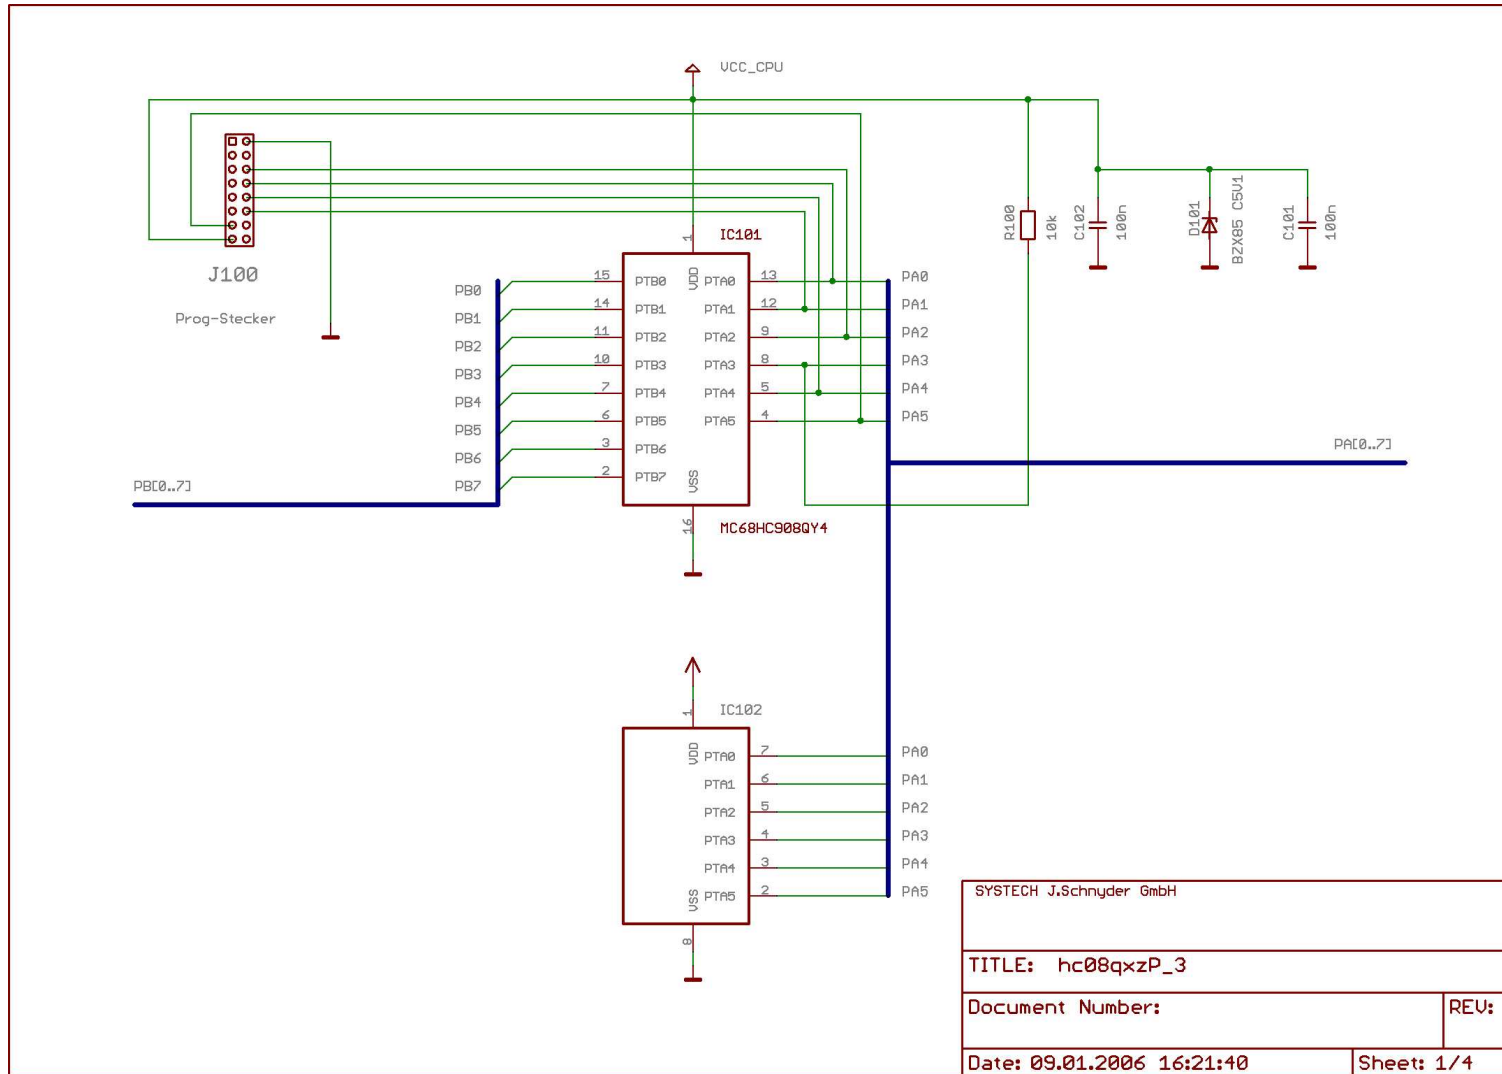 VCC_CPU
J100
Prog-Stecker
R100
10k
C102
100n
D101
BZX85 C5V1
C101
100n
1
IC101
VDD
PB0 15 PTB0 PTA0 13 PA0
PB1 14 PTB1 PTA1 12 PA1
PB2 11 PTB2 PTA2 9 PA2
PB3 10 PTB3 PTA3 8 PA3
PB4 7 PTB4 PTA4 5 PA4
PB5 6 PTB5 PTA5 4 PA5
PB6 3 PTB6
PB7 2 PTB7
VSS
PB[0..7]
PA[0..7]
16
MC68HC908QY4
1
IC102
VDD
PTA0 7 PA0
PTA1 6 PA1
PTA2 5 PA2
PTA3 4 PA3
PTA4 3 PA4
PTA5 2 PA5
VSS
8
SYSTECH J.Schnyder GmbH
TITLE: hc08qxzP_3
Document Number:
REV:
Date: 09.01.2006 16:21:40
Sheet: 1/4